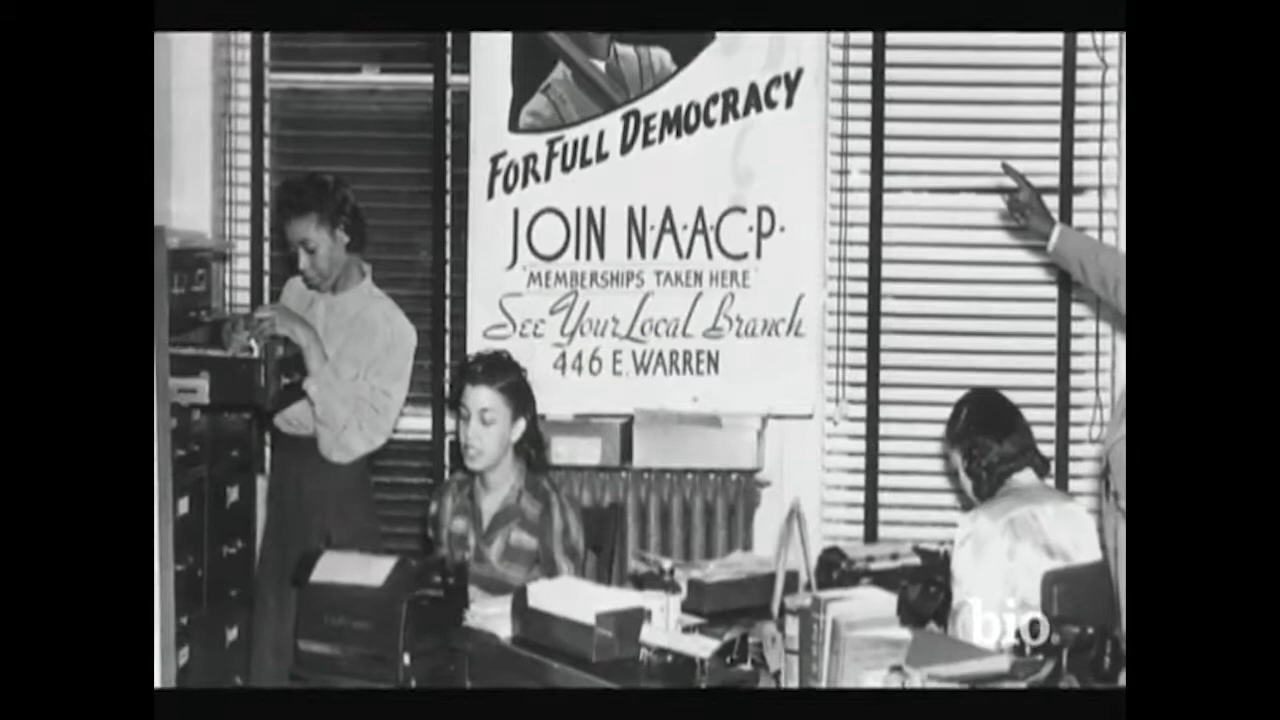 FOR FULL DEMOCRACY
JOIN N·A·A·C·P·
"MEMBERSHIPS TAKEN HERE"
See Your Local Branch
446 E. WARREN
bio.